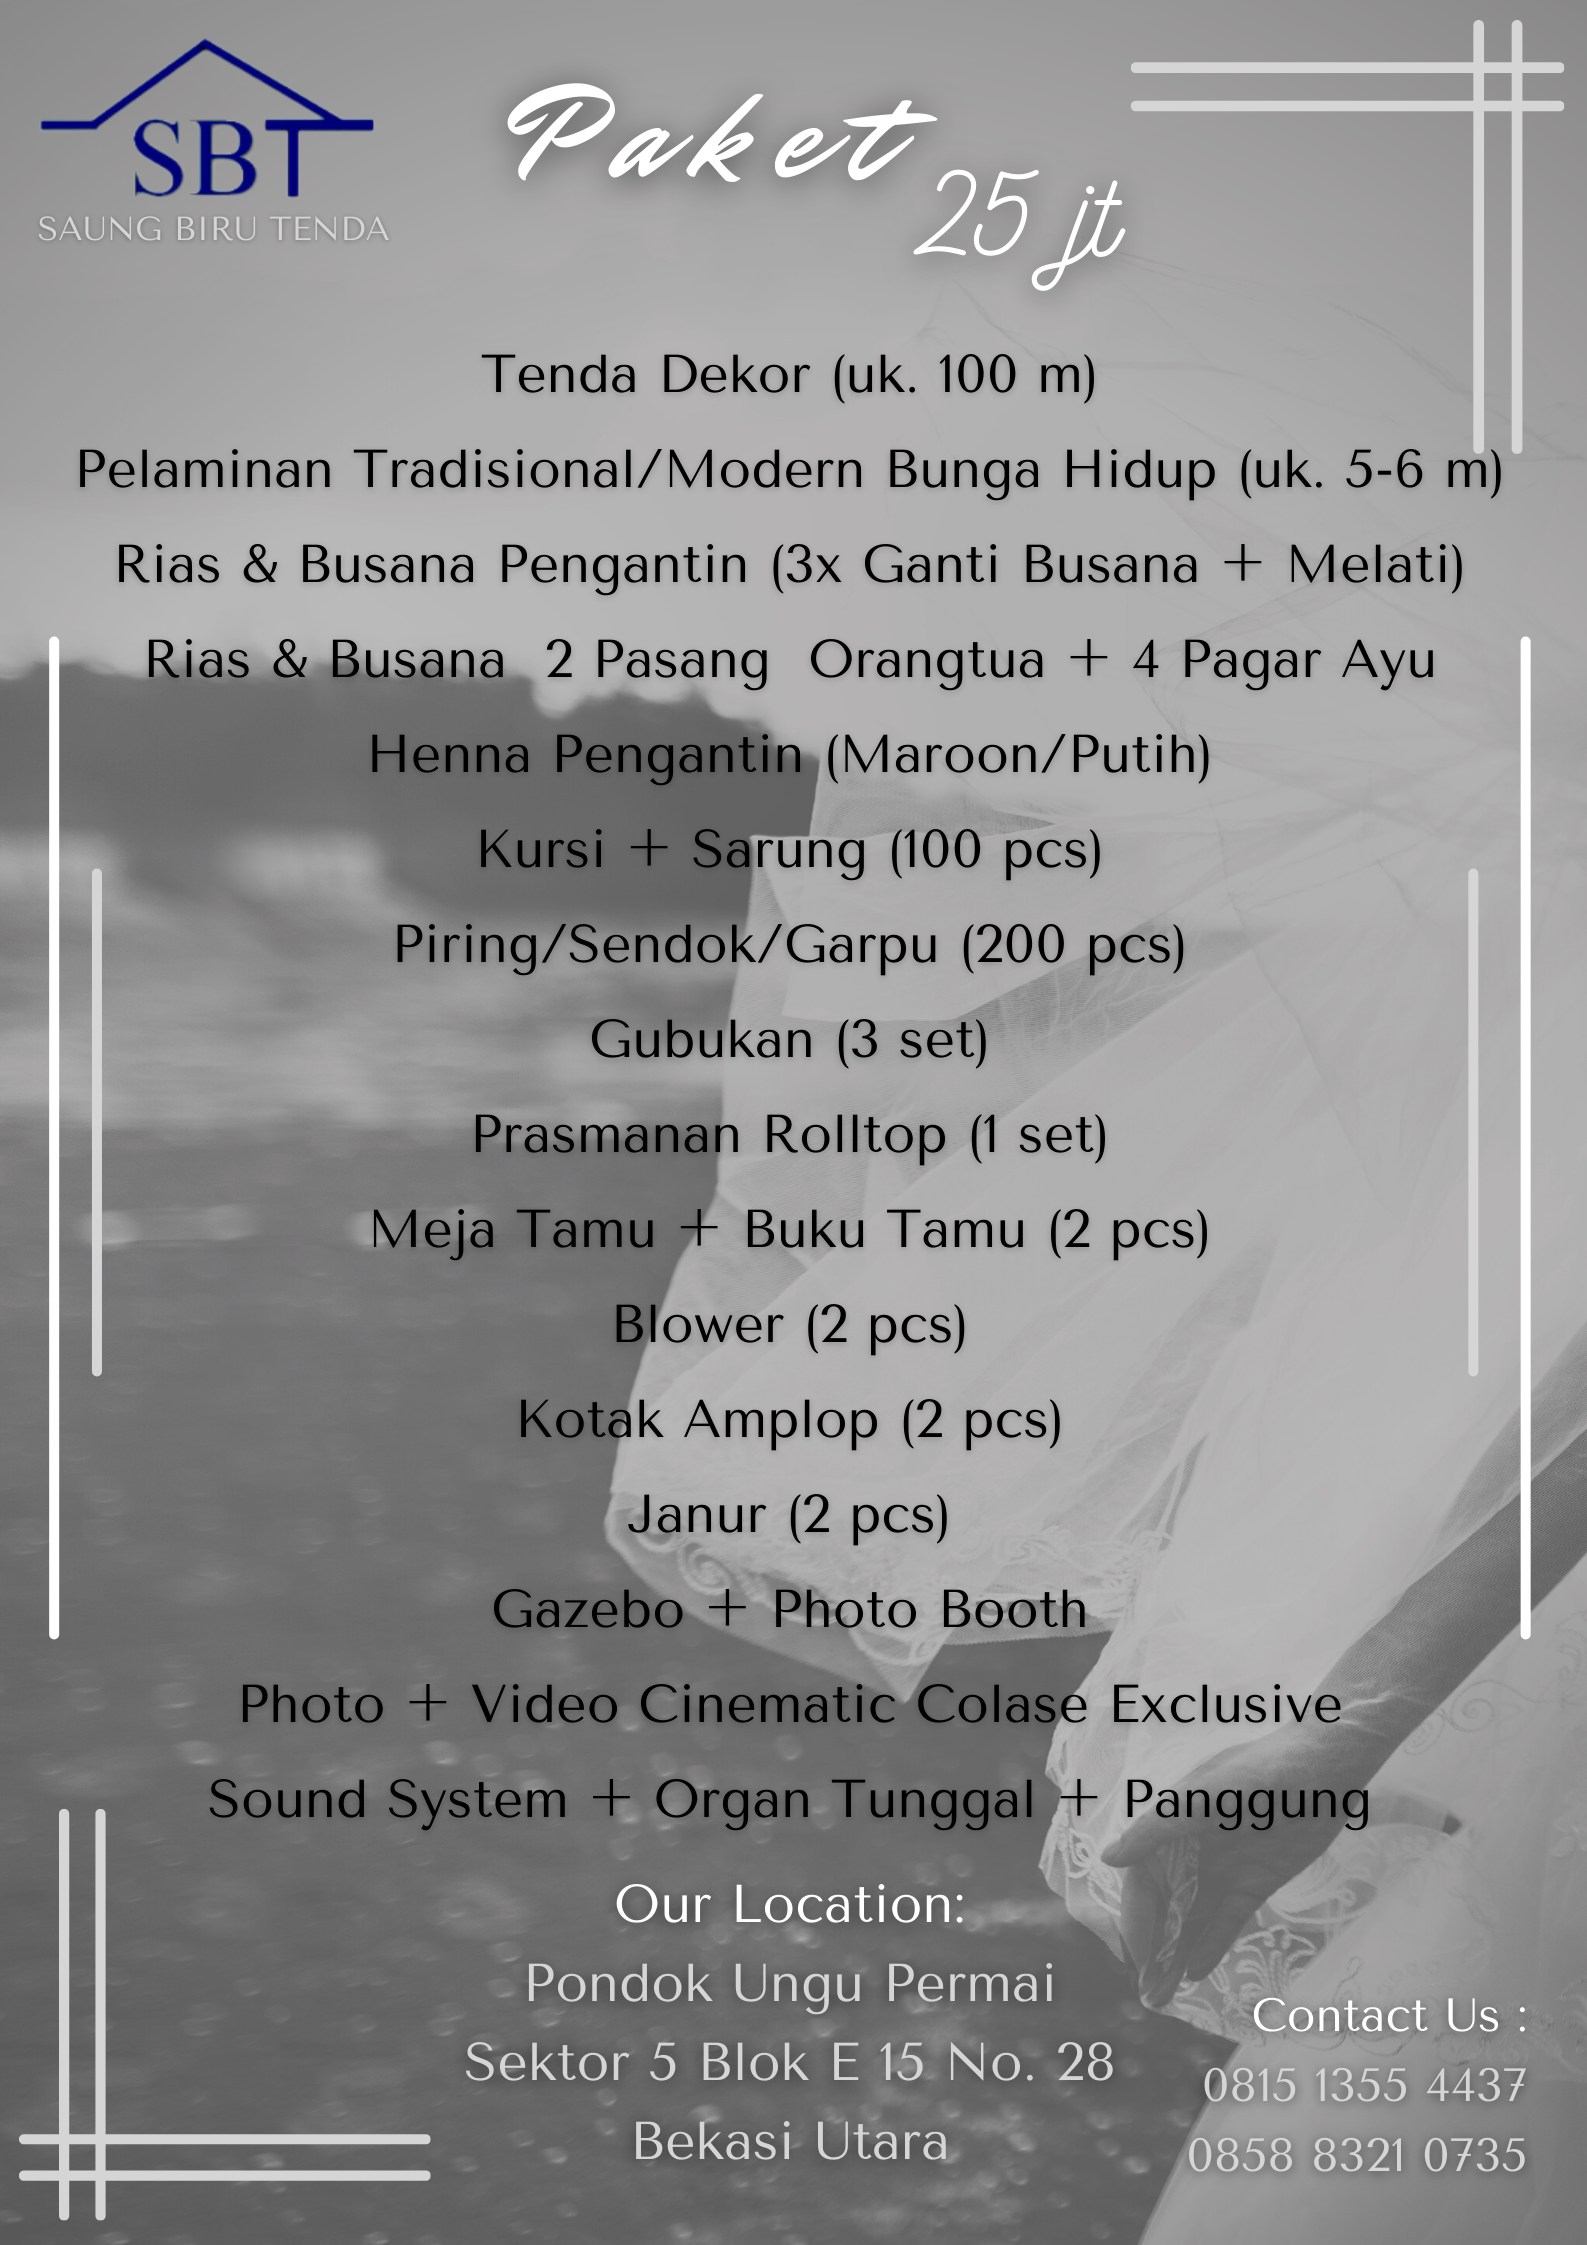 SBT
SAUNG BIRU TENDA
Paket
25 jt
Tenda Dekor (uk. 100 m)
Pelaminan Tradisional/Modern Bunga Hidup (uk. 5-6 m)
Rias & Busana Pengantin (3x Ganti Busana + Melati)
Rias & Busana 2 Pasang Orangtua + 4 Pagar Ayu
Henna Pengantin (Maroon/Putih)
Kursi + Sarung (100 pcs)
Piring/Sendok/Garpu (200 pcs)
Gubukan (3 set)
Prasmanan Rolltop (1 set)
Meja Tamu + Buku Tamu (2 pcs)
Blower (2 pcs)
Kotak Amplop (2 pcs)
Janur (2 pcs)
Gazebo + Photo Booth
Photo + Video Cinematic Colase Exclusive
Sound System + Organ Tunggal + Panggung
Our Location:
Pondok Ungu Permai
Sektor 5 Blok E 15 No. 28
Bekasi Utara
Contact Us :
0815 1355 4437
0858 8321 0735